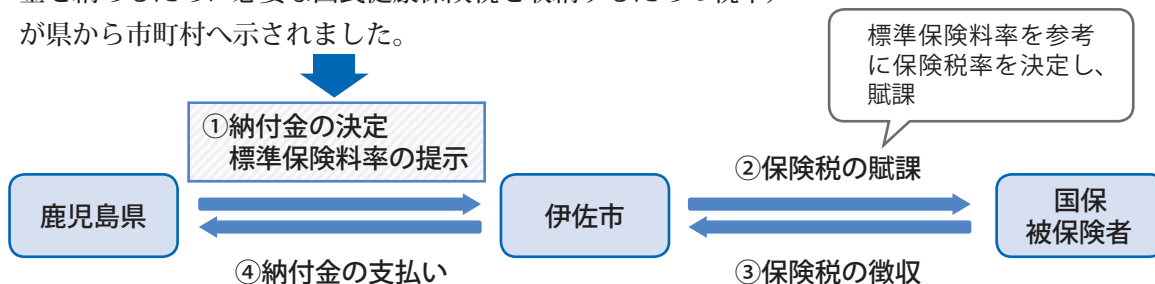 が県から市町村へ示されました。
標準保険料率を参考
に保険税率を決定し、
賦課
①納付金の決定
標準保険料率の提示
②保険税の賦課
鹿児島県
伊佐市
国保
被保険者
④納付金の支払い
③保険税の徴収